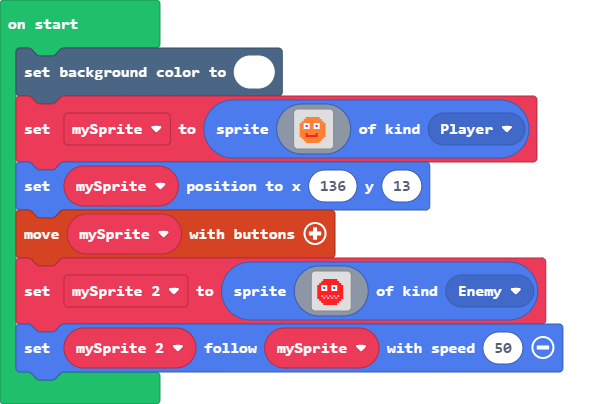 on start
set background color to
set mySprite to sprite of kind Player
set mySprite position to x 136 y 13
move mySprite with buttons
set mySprite 2 to sprite of kind Enemy
set mySprite 2 follow mySprite with speed 50